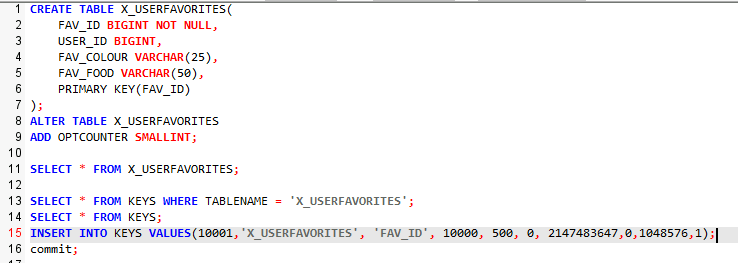 1 CREATE TABLE X_USERFAVORITES(
2 FAV_ID BIGINT NOT NULL,
3 USER_ID BIGINT,
4 FAV_COLOUR VARCHAR(25),
5 FAV_FOOD VARCHAR(50),
6 PRIMARY KEY(FAV_ID)
7 );
8 ALTER TABLE X_USERFAVORITES
9 ADD OPTCOUNTER SMALLINT;
10
11 SELECT * FROM X_USERFAVORITES;
12
13 SELECT * FROM KEYS WHERE TABLENAME = 'X_USERFAVORITES';
14 SELECT * FROM KEYS;
15 INSERT INTO KEYS VALUES(10001,'X_USERFAVORITES', 'FAV_ID', 10000, 500, 0, 2147483647,0,1048576,1);
16 commit;